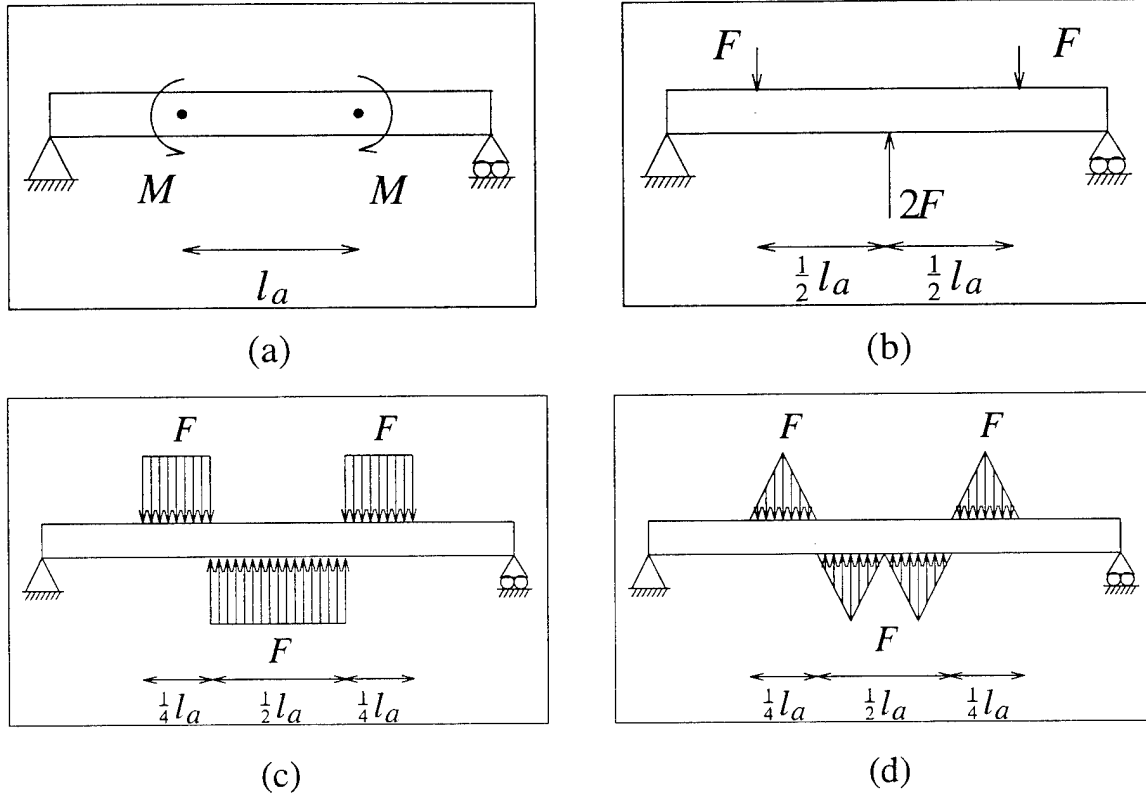 F F
M M
2F
l_a
½ l_a ½ l_a
(a) (b)
F F F F
F F
¼ l_a ½ l_a ¼ l_a ¼ l_a ½ l_a ¼ l_a
(c) (d)